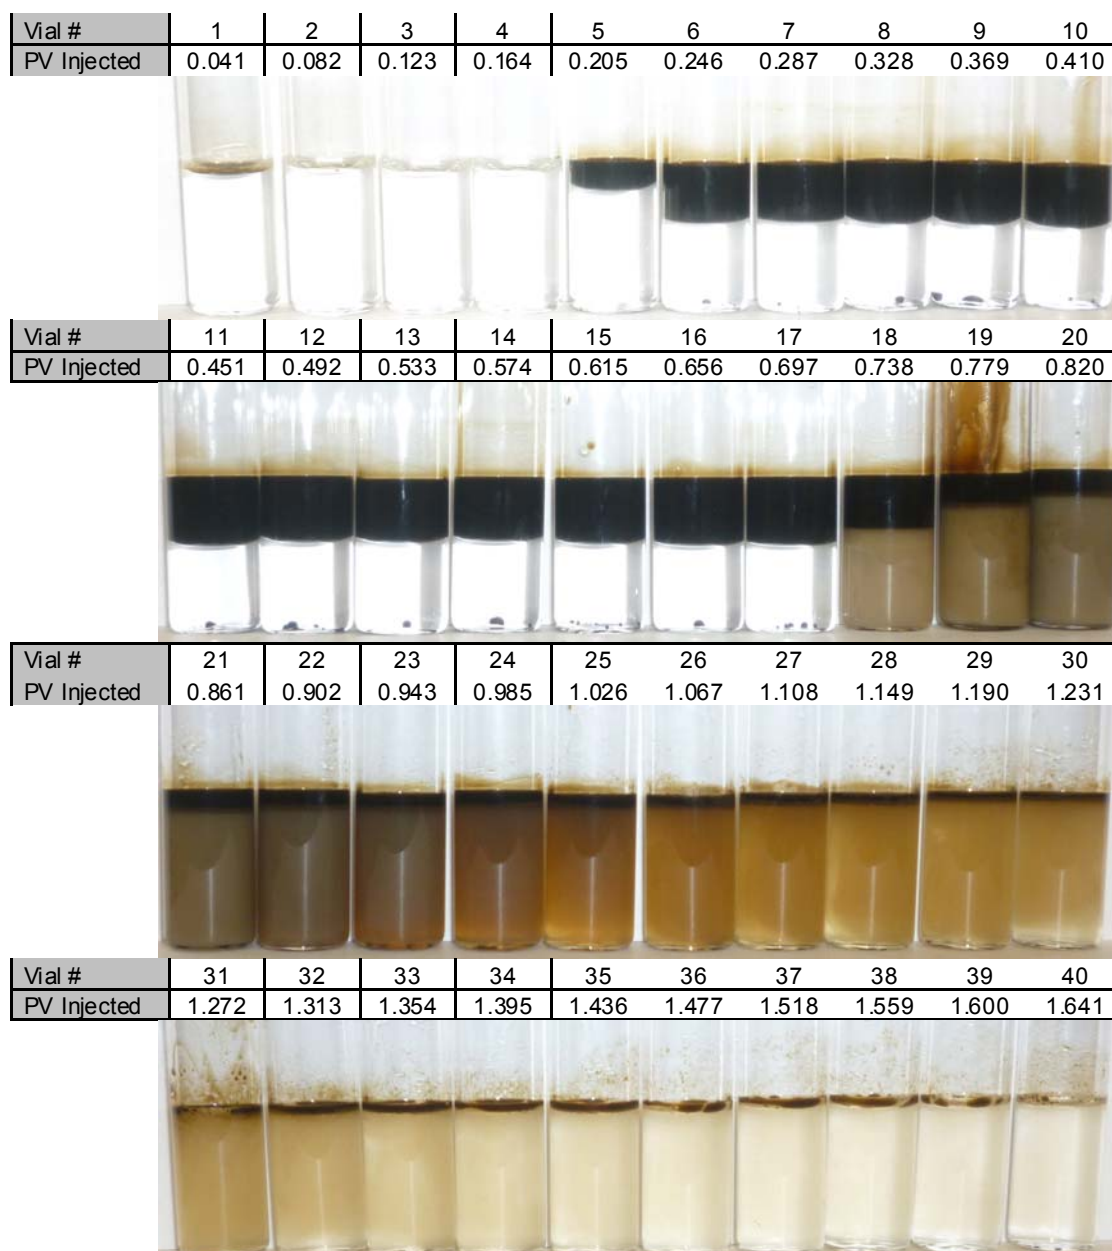 Vial # 1 2 3 4 5 6 7 8 9 10
PV Injected 0.041 0.082 0.123 0.164 0.205 0.246 0.287 0.328 0.369 0.410
Vial # 11 12 13 14 15 16 17 18 19 20
PV Injected 0.451 0.492 0.533 0.574 0.615 0.656 0.697 0.738 0.779 0.820
Vial # 21 22 23 24 25 26 27 28 29 30
PV Injected 0.861 0.902 0.943 0.985 1.026 1.067 1.108 1.149 1.190 1.231
Vial # 31 32 33 34 35 36 37 38 39 40
PV Injected 1.272 1.313 1.354 1.395 1.436 1.477 1.518 1.559 1.600 1.641